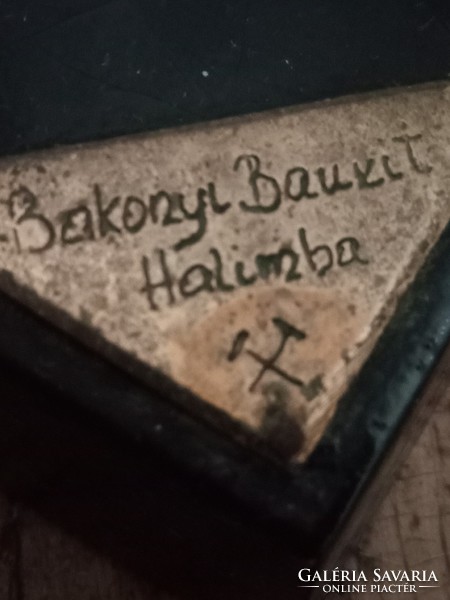 Bakonyi Bauxit
Halimba
GALÉRIA SAVARIA
ONLINE PIACTÉR